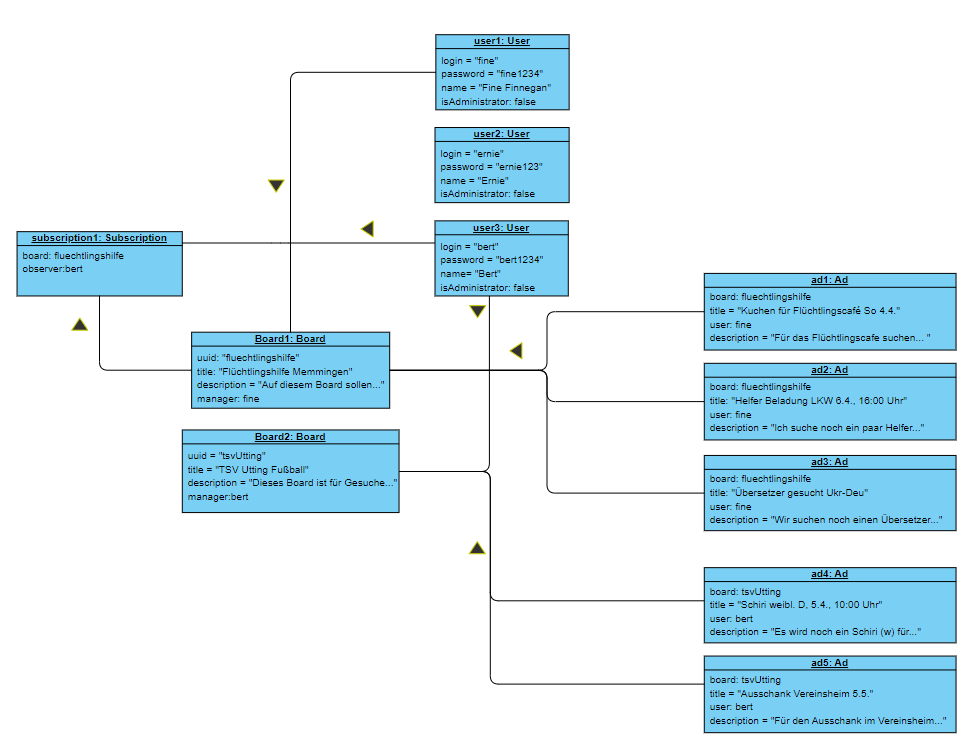 user1: User
login = "fine"
password = "fine1234"
name = "Fine Finnegan"
isAdministrator: false
user2: User
login = "ernie"
password = "ernie123"
name = "Ernie"
isAdministrator: false
user3: User
login = "bert"
password = "bert1234"
name= "Bert"
isAdministrator: false
subscription1: Subscription
board: fluechtlingshilfe
observer:bert
Board1: Board
uuid: "fluechtlingshilfe"
title: "Flüchtlingshilfe Memmingen"
description = "Auf diesem Board sollen..."
manager: fine
Board2: Board
uuid = "tsvUtting"
title = "TSV Utting Fußball"
description = "Dieses Board ist für Gesuche..."
manager:bert
ad1: Ad
board: fluechtlingshilfe
title = "Kuchen für Flüchtlingscafé So 4.4."
user: fine
description = "Für das Flüchtlingscafe suchen... "
ad2: Ad
board: fluechtlingshilfe
title: "Helfer Beladung LKW 6.4., 16:00 Uhr"
user: fine
description = "Ich suche noch ein paar Helfer..."
ad3: Ad
board: fluechtlingshilfe
title: "Übersetzer gesucht Ukr-Deu"
user: fine
description = "Wir suchen noch einen Übersetzer..."
ad4: Ad
board: tsvUtting
title = "Schiri weibl. D, 5.4., 10:00 Uhr"
user: bert
description = "Es wird noch ein Schiri (w) für..."
ad5: Ad
board: tsvUtting
title = "Ausschank Vereinsheim 5.5."
user: bert
description = "Für den Ausschank im Vereinsheim..."